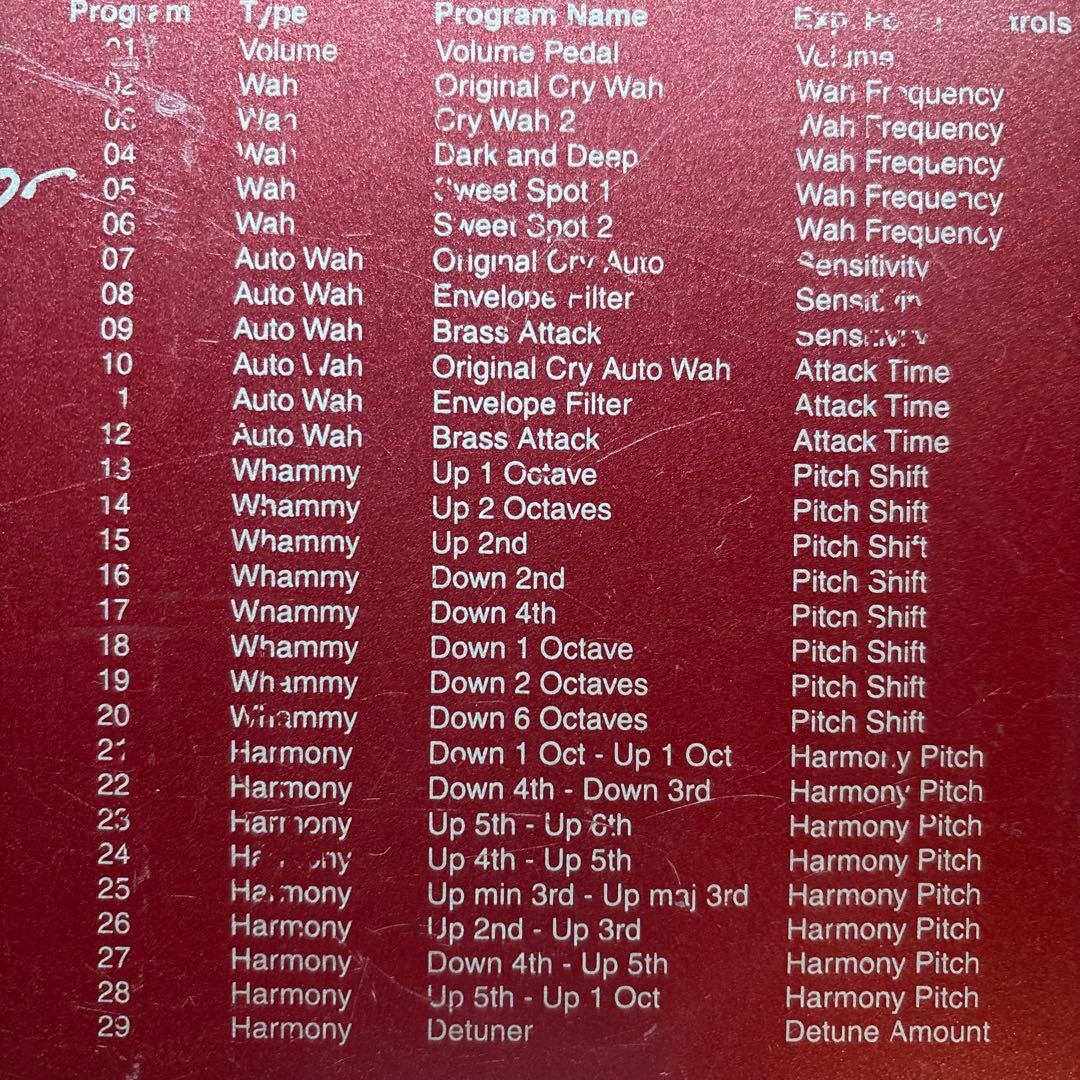 Program Type Program Name Exp. Controls
01 Volume Volume Pedal Volume
02 Wah Original Cry Wah Wah Frequency
03 Wah Cry Wah 2 Wah Frequency
04 Wah Dark and Deep Wah Frequency
05 Wah Sweet Spot 1 Wah Frequency
06 Wah Sweet Spot 2 Wah Frequency
07 Auto Wah Original Cry Auto Sensitivity
08 Auto Wah Envelope Filter Sensitivity
09 Auto Wah Brass Attack Sensitivity
10 Auto Wah Original Cry Auto Wah Attack Time
1 Auto Wah Envelope Filter Attack Time
12 Auto Wah Brass Attack Attack Time
13 Whammy Up 1 Octave Pitch Shift
14 Whammy Up 2 Octaves Pitch Shift
15 Whammy Up 2nd Pitch Shift
16 Whammy Down 2nd Pitch Shift
17 Whammy Down 4th Pitch Shift
18 Whammy Down 1 Octave Pitch Shift
19 Whammy Down 2 Octaves Pitch Shift
20 Whammy Down 6 Octaves Pitch Shift
21 Harmony Down 1 Oct - Up 1 Oct Harmony Pitch
22 Harmony Down 4th - Down 3rd Harmony Pitch
23 Harmony Up 5th - Up 6th Harmony Pitch
24 Harmony Up 4th - Up 5th Harmony Pitch
25 Harmony Up min 3rd - Up maj 3rd Harmony Pitch
26 Harmony Up 2nd - Up 3rd Harmony Pitch
27 Harmony Down 4th - Up 5th Harmony Pitch
28 Harmony Up 5th - Up 1 Oct Harmony Pitch
29 Harmony Detuner Detune Amount